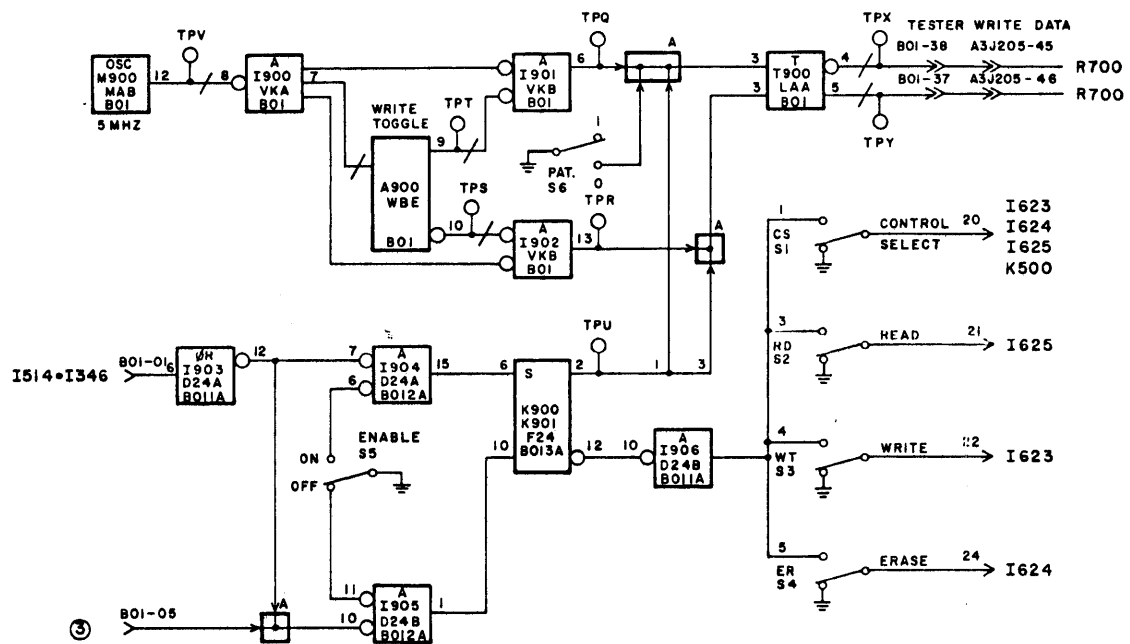 TPV
OSC
M900
MAB
B01
5 MHZ
12
8
A
I900
VKA
B01
7
A
I901
VKB
B01
6
TPQ
A
WRITE
TOGGLE
A900
WBE
B01
9
TPT
10
TPS
1
PAT.
S6
0
A
I902
VKB
B01
13
TPR
A
3
3
T
T900
LAA
B01
4
5
TPX
TPY
TESTER WRITE DATA
B01-38
A3J205-45
R700
B01-37
A3J205-46
R700
I514•I346
B01-01
6
ØR
I903
D24A
B011A
12
7
6
A
I904
D24A
B012A
15
ON
OFF
ENABLE
S5
6
10
S
K900
K901
F24
B013A
2
TPU
1
3
12
10
A
I906
D24B
B011A
③
B01-05
A
11
10
A
I905
D24B
B012A
1
1
CS
S1
CONTROL
SELECT
20
I623
I624
I625
K500
3
RD
S2
READ
21
I625
4
WT
S3
WRITE
22
I623
5
ER
S4
ERASE
24
I624